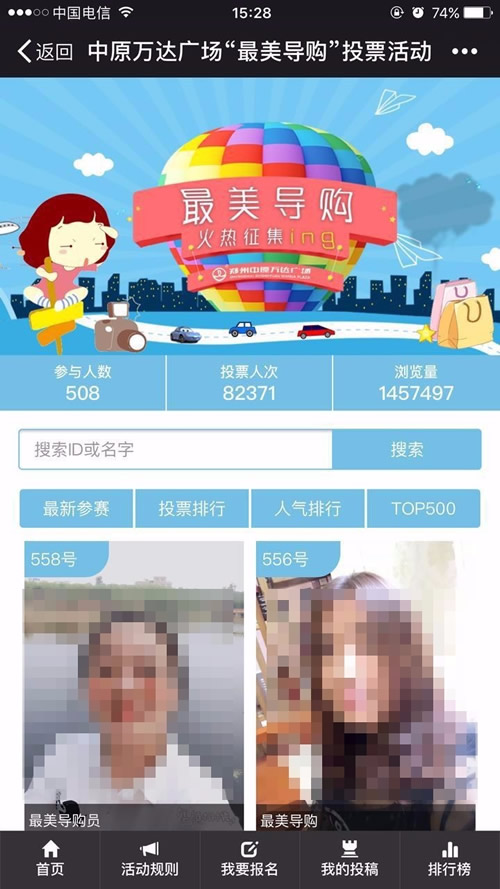 中国电信
15:28
74%
返回
中原万达广场“最美导购”投票活动
最美导购
火热征集ing
郑州中原万达广场
参与人数
508
投票人次
82371
浏览量
1457497
搜索ID或名字
搜索
最新参赛
投票排行
人气排行
TOP500
558号
556号
最美导购员
最美导购
首页
活动规则
我要报名
我的投稿
排行榜